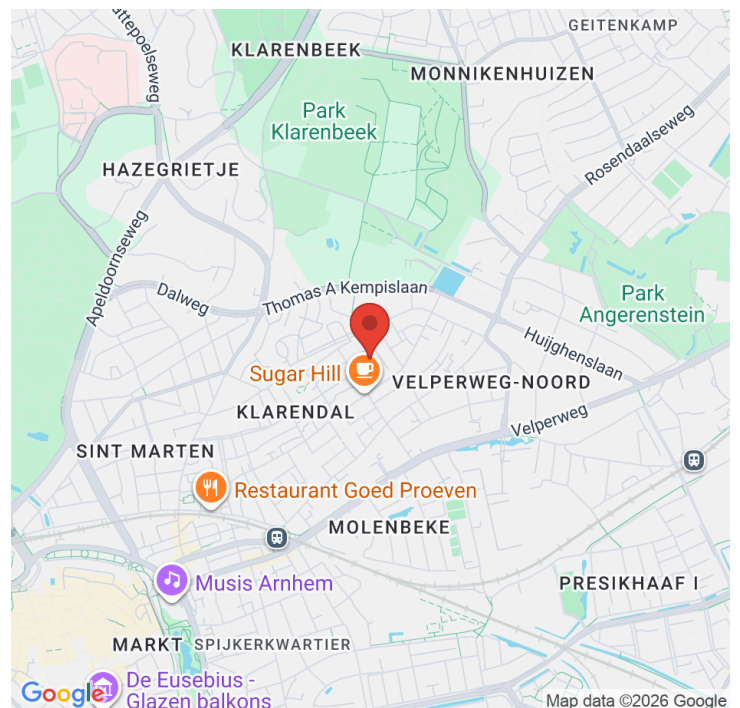 GEITENKAMP
KLARENBEEK
MONNIKENHUIZEN
Park
Klarenbeek
Rosendaalseweg
HAZEGRIETJE
Apeldoornseweg
Dalweg
Thomas A Kempislaan
Park
Angerenstein
Huijghenslaan
Sugar Hill
VELPERWEG-NOORD
KLARENDAL
Velperweg
SINT MARTEN
Restaurant Goed Proeven
MOLENBEKE
Musis Arnhem
PRESIKHAAF I
MARKT
SPIJKERKWARTIER
De Eusebius -
Glazen balkons
Google
Map data ©2026 Google